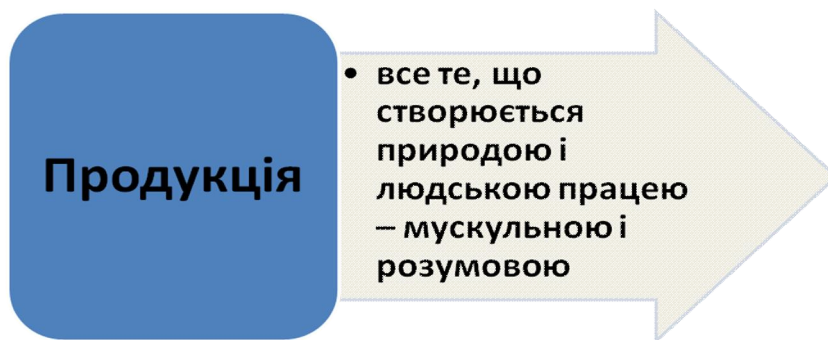 Продукція
• все те, що
створюється
природою і
людською працею
– мускульною і
розумовою